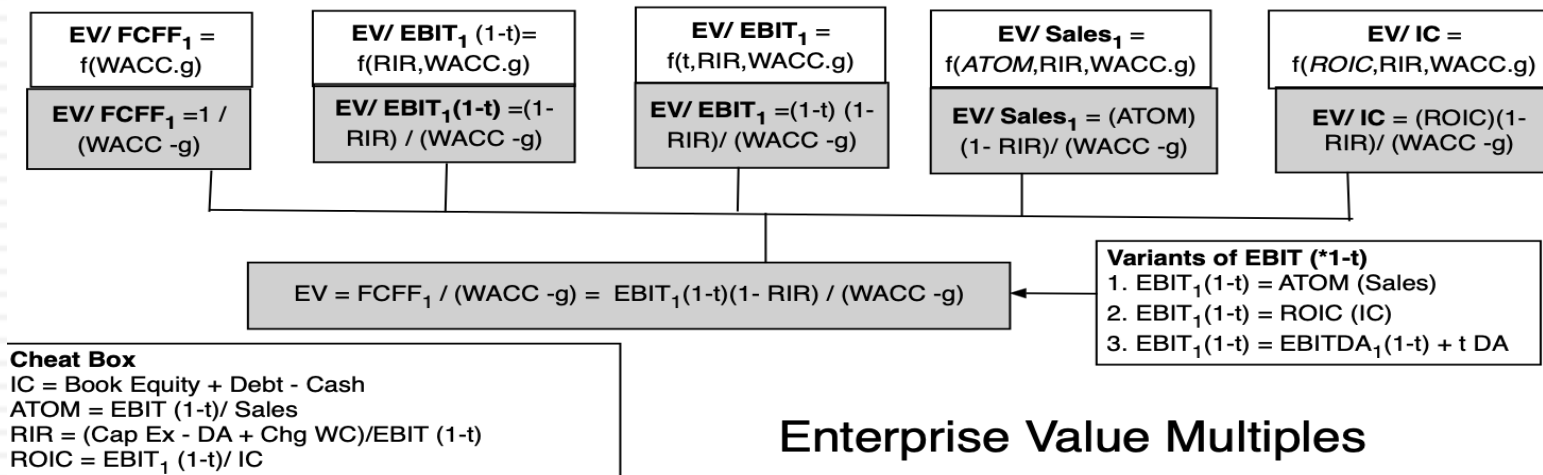 EV/ FCFF₁ =
f(WACC.g)
EV/ FCFF₁ =1 /
(WACC -g)
EV/ EBIT₁ (1-t)=
f(RIR,WACC.g)
EV/ EBIT₁(1-t) =(1-
RIR) / (WACC -g)
EV/ EBIT₁ =
f(t,RIR,WACC.g)
EV/ EBIT₁ =(1-t) (1-
RIR)/ (WACC -g)
EV/ Sales₁ =
f(ATOM,RIR,WACC.g)
EV/ Sales₁ = (ATOM)
(1- RIR)/ (WACC -g)
EV/ IC =
f(ROIC,RIR,WACC.g)
EV/ IC = (ROIC)(1-
RIR)/ (WACC -g)
EV = FCFF₁ / (WACC -g) = EBIT₁(1-t)(1- RIR) / (WACC -g)
Variants of EBIT (*1-t)
1. EBIT₁(1-t) = ATOM (Sales)
2. EBIT₁(1-t) = ROIC (IC)
3. EBIT₁(1-t) = EBITDA₁(1-t) + t DA
Cheat Box
IC = Book Equity + Debt - Cash
ATOM = EBIT (1-t)/ Sales
RIR = (Cap Ex - DA + Chg WC)/EBIT (1-t)
ROIC = EBIT₁ (1-t)/ IC
Enterprise Value Multiples